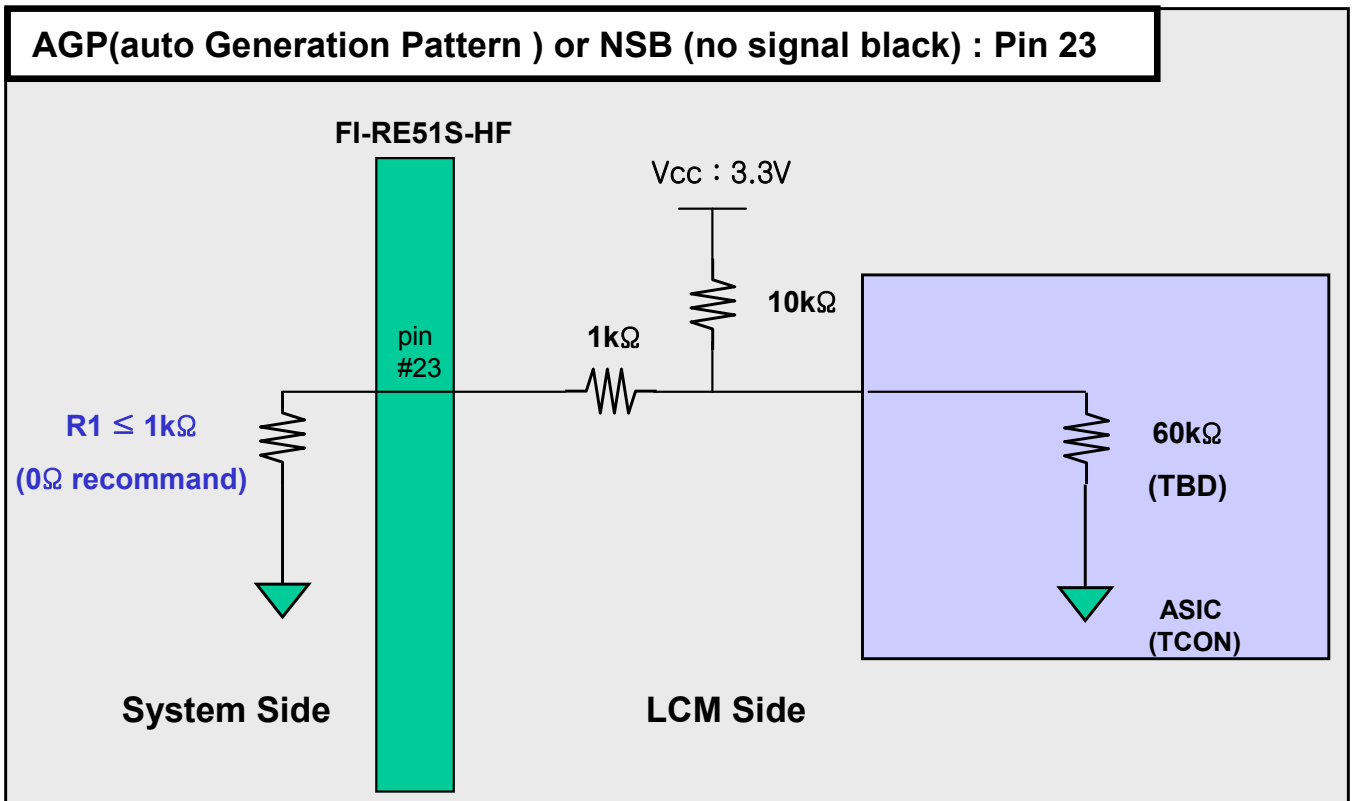 AGP(auto Generation Pattern ) or NSB (no signal black) : Pin 23
FI-RE51S-HF
Vcc : 3.3V
10kΩ
1kΩ
pin
#23
R1 ≤ 1kΩ
(0Ω recommand)
60kΩ
(TBD)
ASIC
(TCON)
System Side
LCM Side